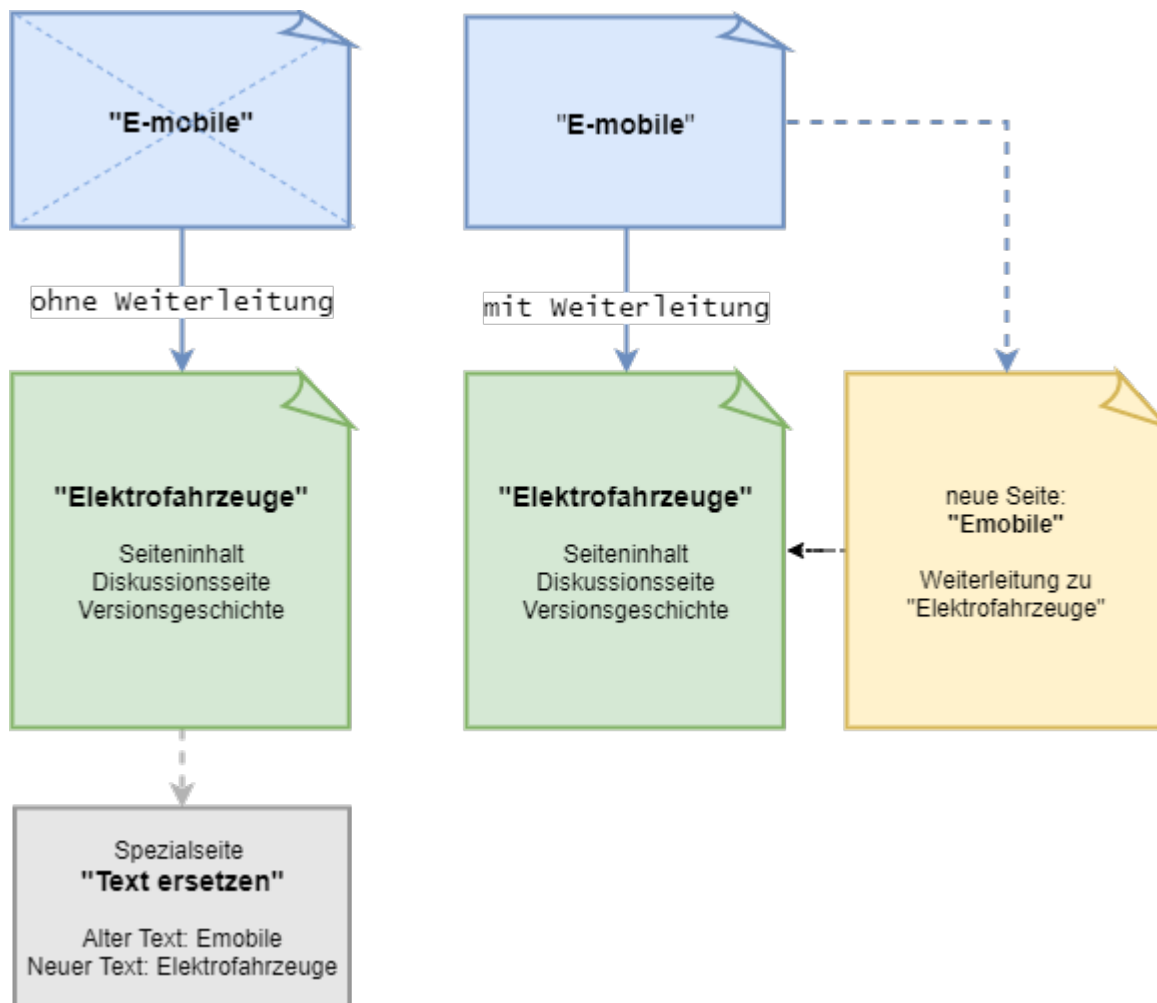 "E-mobile"
ohne Weiterleitung
"Elektrofahrzeuge"
Seiteninhalt
Diskussionsseite
Versionsgeschichte
Spezialseite
"Text ersetzen"
Alter Text: Emobile
Neuer Text: Elektrofahrzeuge
"E-mobile"
mit Weiterleitung
"Elektrofahrzeuge"
Seiteninhalt
Diskussionsseite
Versionsgeschichte
neue Seite:
"Emobile"
Weiterleitung zu
"Elektrofahrzeuge"